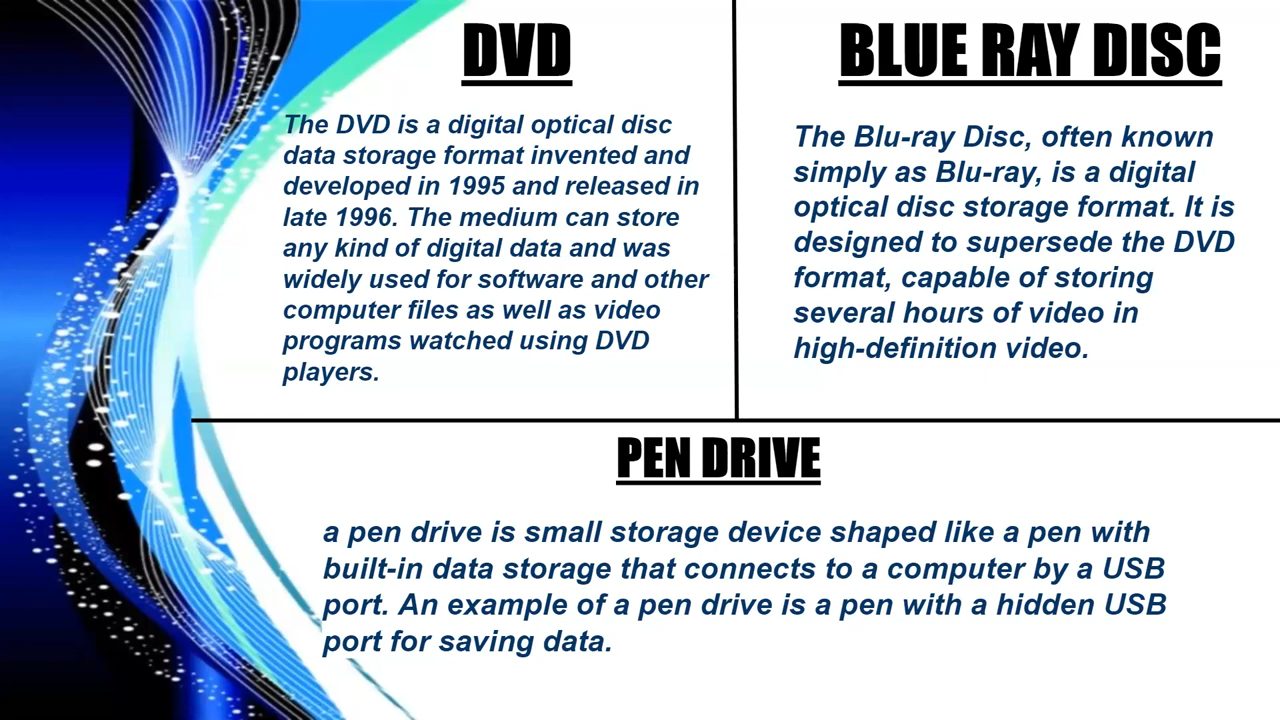 DVD
The DVD is a digital optical disc
data storage format invented and
developed in 1995 and released in
late 1996. The medium can store
any kind of digital data and was
widely used for software and other
computer files as well as video
programs watched using DVD
players.
BLUE RAY DISC
The Blu-ray Disc, often known
simply as Blu-ray, is a digital
optical disc storage format. It is
designed to supersede the DVD
format, capable of storing
several hours of video in
high-definition video.
PEN DRIVE
a pen drive is small storage device shaped like a pen with
built-in data storage that connects to a computer by a USB
port. An example of a pen drive is a pen with a hidden USB
port for saving data.